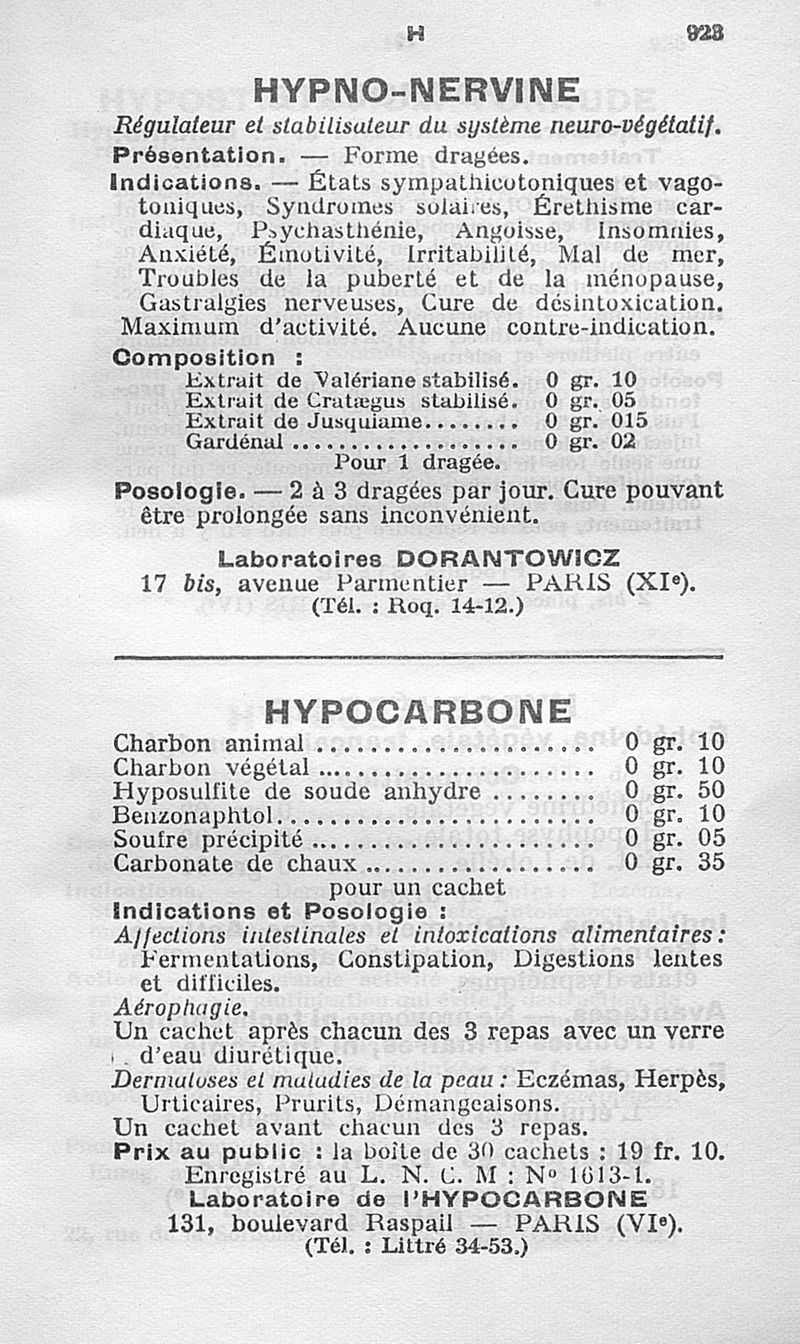 H 923
HYPNO-NERVINE
Régulateur et stabilisateur du système neuro-végétatif.
Présentation. — Forme dragées.
Indications. — États sympathicotoniques et vago-
toniques, Syndromes solaires, Érethisme car-
diaque, Psychasthénie, Angoisse, Insomnies,
Anxiété, Émotivité, Irritabilité, Mal de mer,
Troubles de la puberté et de la ménopause,
Gastralgies nerveuses, Cure de désintoxication.
Maximum d'activité. Aucune contre-indication.
Composition :
Extrait de Valériane stabilisé. 0 gr. 10
Extrait de Cratægus stabilisé. 0 gr. 05
Extrait de Jusquiame........ 0 gr. 015
Gardénal .................... 0 gr. 02
Pour 1 dragée.
Posologie. — 2 à 3 dragées par jour. Cure pouvant
être prolongée sans inconvénient.
Laboratoires DORANTOWICZ
17 bis, avenue Parmentier — PARIS (XIe).
(Tél. : Roq. 14-12.)
HYPOCARBONE
Charbon animal ...................... 0 gr. 10
Charbon végétal ...................... 0 gr. 10
Hyposulfite de soude anhydre ........ 0 gr. 50
Benzonaphtol......................... 0 gr. 10
Soufre précipité ...................... 0 gr. 05
Carbonate de chaux .................. 0 gr. 35
pour un cachet
Indications et Posologie :
Affections intestinales et intoxications alimentaires :
Fermentations, Constipation, Digestions lentes
et difficiles.
Aérophagie.
Un cachet après chacun des 3 repas avec un verre
d'eau diurétique.
Dermatoses et maladies de la peau : Eczémas, Herpès,
Urticaires, Prurits, Démangeaisons.
Un cachet avant chacun des 3 repas.
Prix au public : la boîte de 30 cachets : 19 fr. 10.
Enregistré au L. N. C. M : No 1613-1.
Laboratoire de l'HYPOCARBONE
131, boulevard Raspail — PARIS (VIe).
(Tél. : Littré 34-53.)